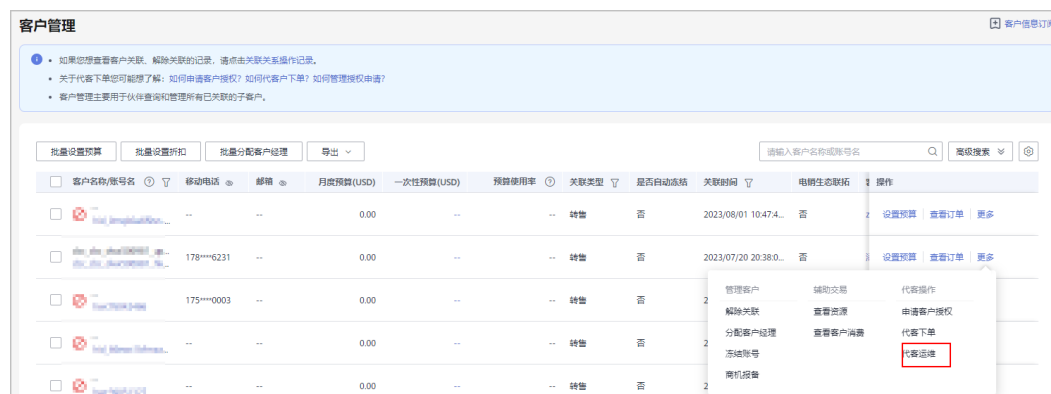 客户管理
客户信息订阅
如果您想查看客户关联、解除关联的记录，请点击关联关系操作记录。
关于代客下单您可能想了解：如何申请客户授权? 如何代客户下单? 如何管理授权申请?
客户管理主要用于伙伴查询和管理所有已关联的子客户。
批量设置预算 批量设置折扣 批量分配客户经理 导出 请输入客户名称或账号名 高级搜索
客户名称/账号名 移动电话 邮箱 月度预算(USD) 一次性预算(USD) 预算使用率 关联类型 是否自动冻结 关联时间 电销生态联拓 操作
-- -- 0.00 -- -- 转售 否 2023/08/01 10:47:4... 否 设置预算 查看订单 更多
178****6231 -- 0.00 -- -- 转售 否 2023/07/20 20:38:0... 否 设置预算 查看订单 更多
175****0003 -- 0.00 -- -- 转售 否 2
-- -- 0.00 -- -- 转售 否 2
-- -- 0.00 -- -- 转售 否 2
管理客户 辅助交易 代客操作
解除关联 查看资源 申请客户授权
分配客户经理 查看客户消费 代客下单
冻结账号 代客运维
商机报备